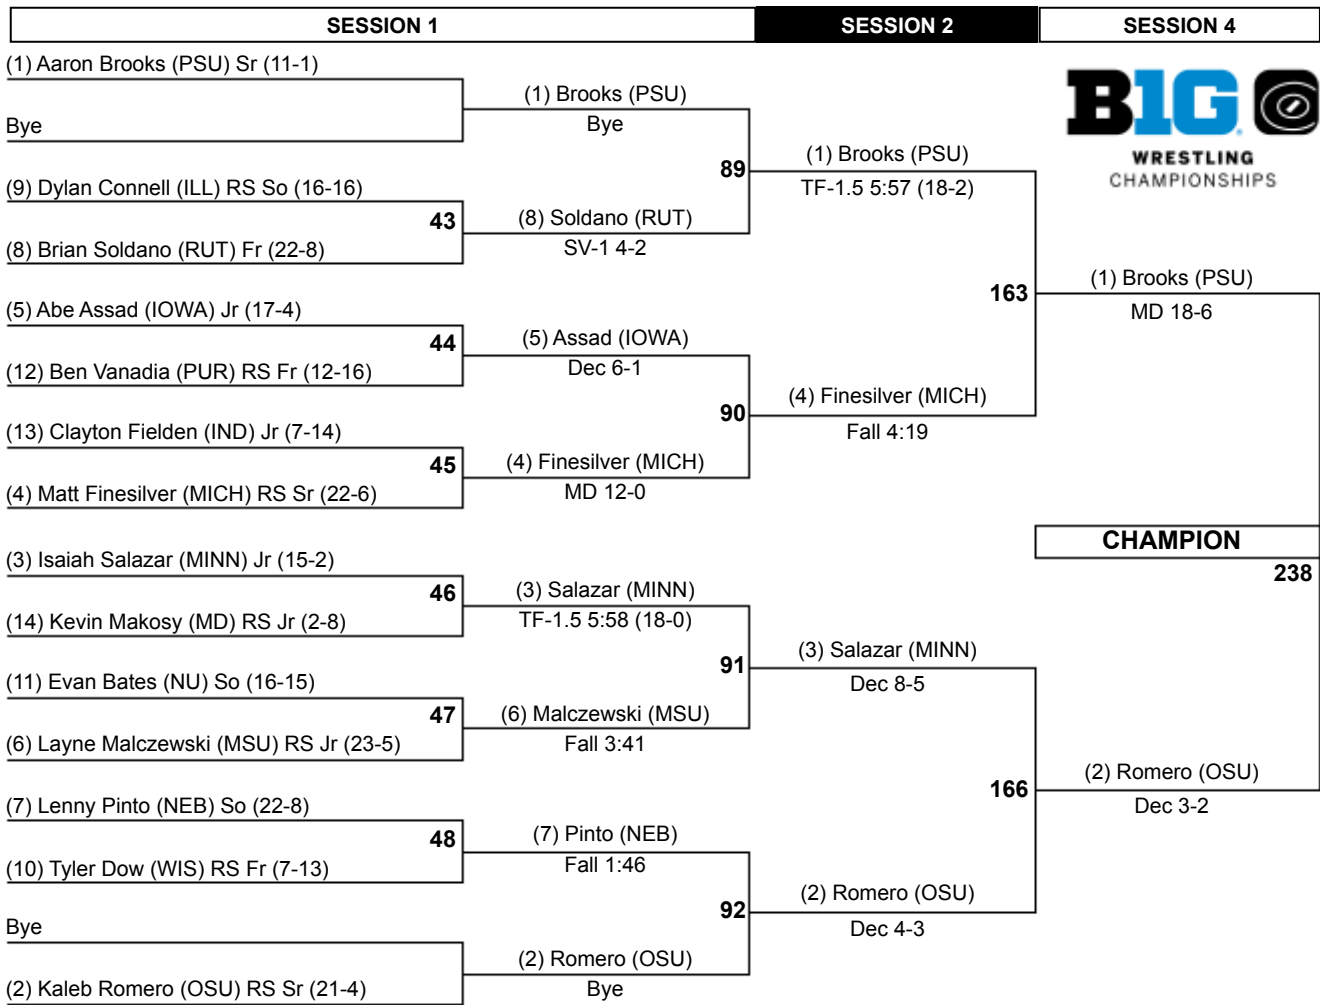 SESSION 1
SESSION 2
SESSION 4
(1) Aaron Brooks (PSU) Sr (11-1)
Bye
(9) Dylan Connell (ILL) RS So (16-16)
43
(8) Brian Soldano (RUT) Fr (22-8)
(5) Abe Assad (IOWA) Jr (17-4)
44
(12) Ben Vanadia (PUR) RS Fr (12-16)
(13) Clayton Fielden (IND) Jr (7-14)
45
(4) Matt Finesilver (MICH) RS Sr (22-6)
(3) Isaiah Salazar (MINN) Jr (15-2)
46
(14) Kevin Makosy (MD) RS Jr (2-8)
(11) Evan Bates (NU) So (16-15)
47
(6) Layne Malczewski (MSU) RS Jr (23-5)
(7) Lenny Pinto (NEB) So (22-8)
48
(10) Tyler Dow (WIS) RS Fr (7-13)
Bye
(2) Kaleb Romero (OSU) RS Sr (21-4)
(1) Brooks (PSU)
Bye
89
(8) Soldano (RUT)
SV-1 4-2
(5) Assad (IOWA)
Dec 6-1
90
(4) Finesilver (MICH)
MD 12-0
(3) Salazar (MINN)
TF-1.5 5:58 (18-0)
91
(6) Malczewski (MSU)
Fall 3:41
(7) Pinto (NEB)
Fall 1:46
92
(2) Romero (OSU)
Bye
(1) Brooks (PSU)
TF-1.5 5:57 (18-2)
163
(4) Finesilver (MICH)
Fall 4:19
(3) Salazar (MINN)
Dec 8-5
166
(2) Romero (OSU)
Dec 4-3
B1G
WRESTLING
CHAMPIONSHIPS
(1) Brooks (PSU)
MD 18-6
CHAMPION
238
(2) Romero (OSU)
Dec 3-2